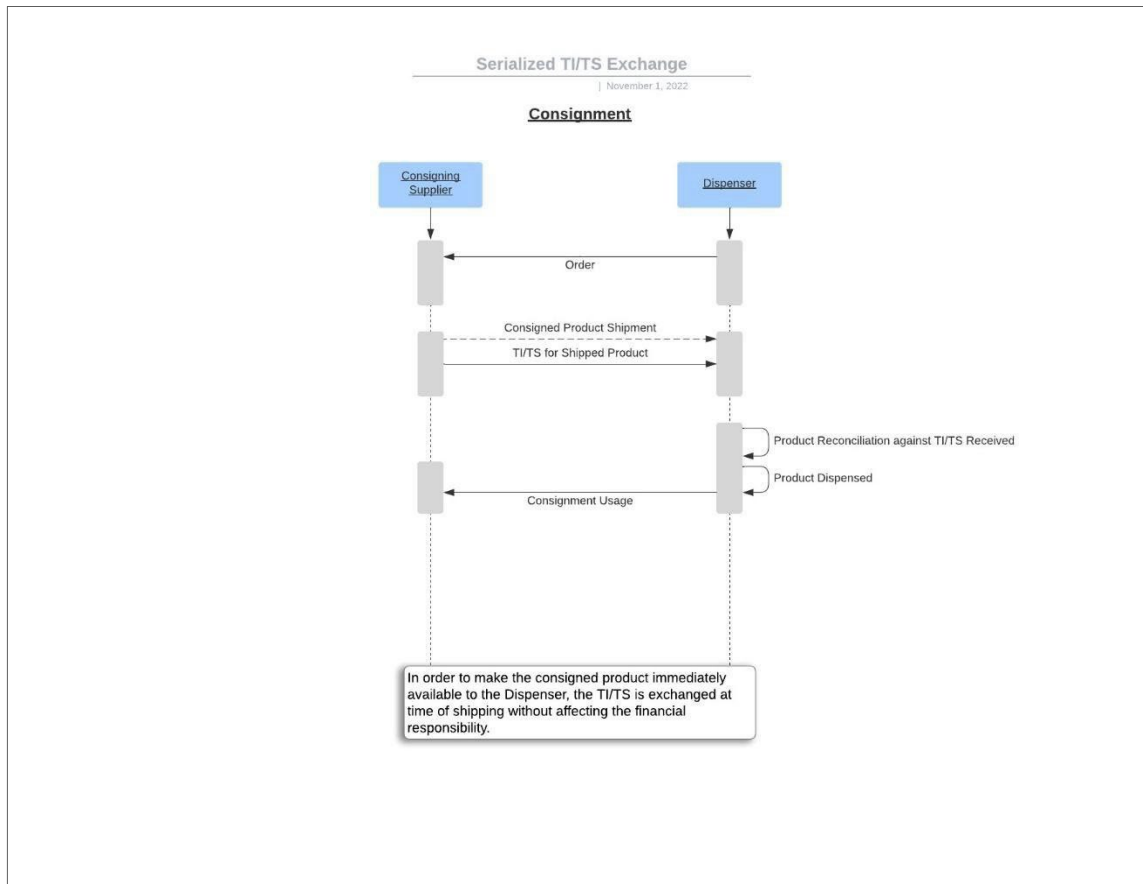 Serialized TI/TS Exchange
| November 1, 2022
Consignment
Consigning
Supplier
Dispenser
Order
Consigned Product Shipment
TI/TS for Shipped Product
Product Reconciliation against TI/TS Received
Product Dispensed
Consignment Usage
In order to make the consigned product immediately
available to the Dispenser, the TI/TS is exchanged at
time of shipping without affecting the financial
responsibility.